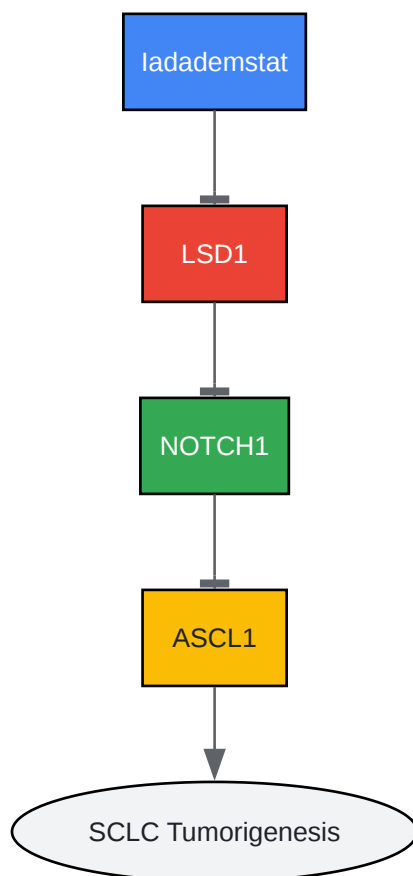 Iadademstat
LSD1
NOTCH1
ASCL1
SCLC Tumorigenesis